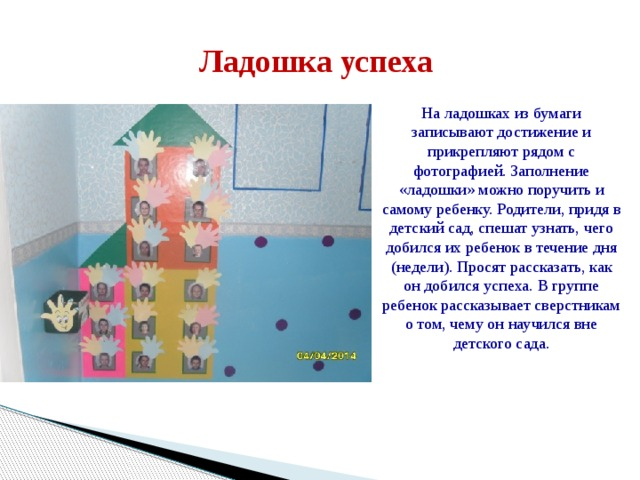 Ладошка успеха
На ладошках из бумаги
записывают достижение и
прикрепляют рядом с
фотографией. Заполнение
«ладошки» можно поручить и
самому ребенку. Родители, придя в
детский сад, спешат узнать, чего
добился их ребенок в течение дня
(недели). Просят рассказать, как
он добился успеха. В группе
ребенок рассказывает сверстникам
о том, чему он научился вне
детского сада.
04/04/2014